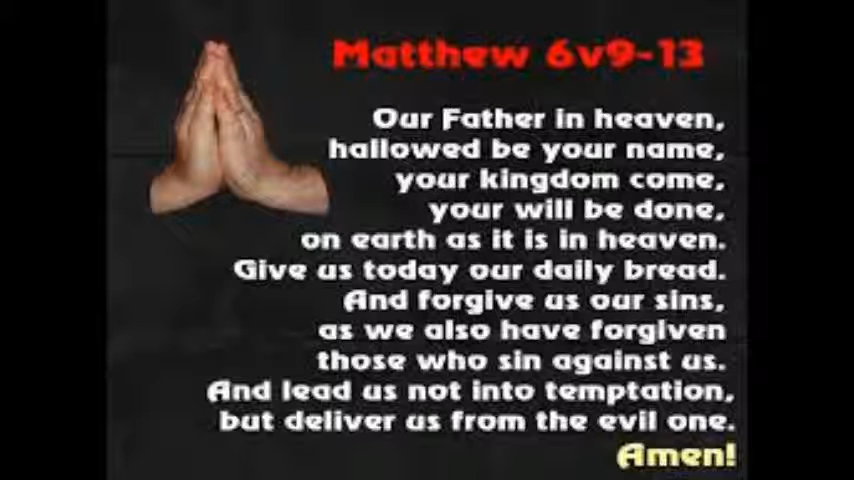 Matthew 6v9-13
Our Father in heaven,
hallowed be your name,
your kingdom come,
your will be done,
on earth as it is in heaven.
Give us today our daily bread.
And forgive us our sins,
as we also have forgiven
those who sin against us.
And lead us not into temptation,
but deliver us from the evil one.
Amen!